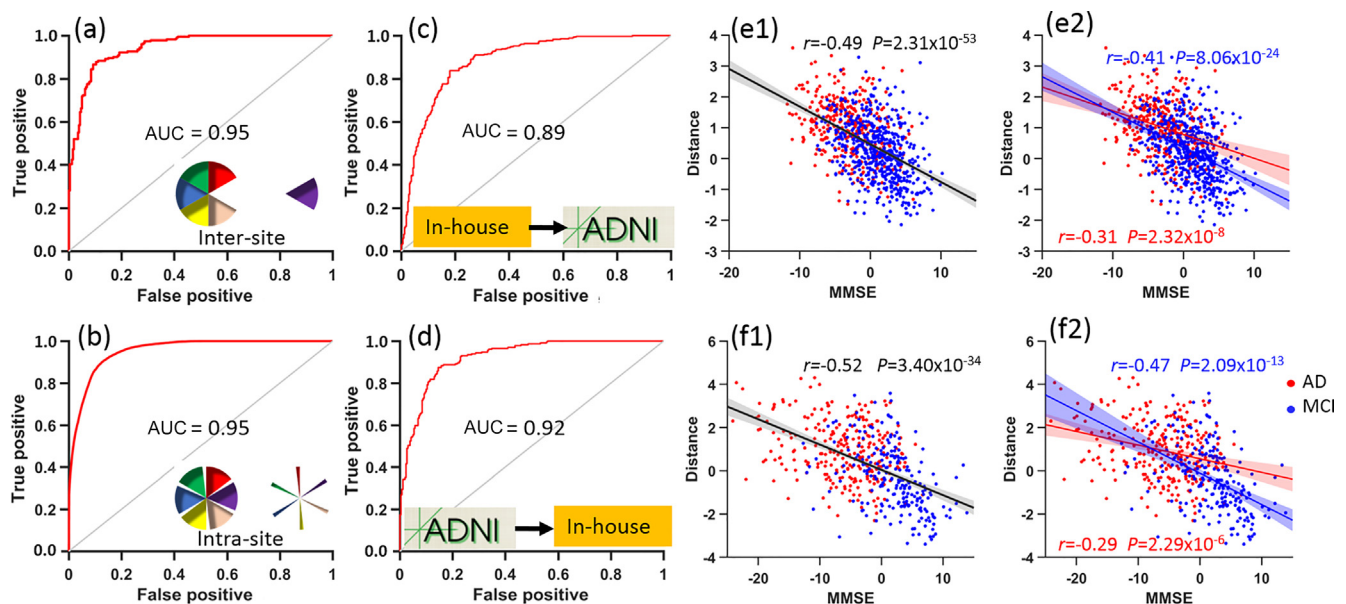 (a)
1.0
0.8
0.6
0.4
0.2
0.0
True positive
AUC = 0.95
Inter-site
0 0.2 0.4 0.6 0.8 1
False positive
(c)
1.0
0.8
0.6
0.4
0.2
0.0
True positive
AUC = 0.89
In-house
ADNI
0 0.2 0.4 0.6 0.8 1
False positive
(e1)
r=-0.49 P=2.31x10-53
4
3
2
1
0
-1
-2
-3
Distance
-20 -10 0 10
MMSE
(e2)
r=-0.41 P=8.06x10-24
4
3
2
1
0
-1
-2
3
Distance
r=-0.31 P=2.32x10-8
-20 -10 0 10
MMSE
(b)
1.0
0.8
0.6
0.4
0.2
0.0
True positive
AUC = 0.95
Intra-site
0 0.2 0.4 0.6 0.8 1
False positive
(d)
1.0
0.8
0.6
0.4
0.2
0.0
True positive
AUC = 0.92
ADNI
In-house
0 0.2 0.4 0.6 0.8 1
False positive
(f1)
r=-0.52 P=3.40x10-34
6
4
2
0
-2
-4
Distance
-20 -10 0 10
MMSE
(f2)
r=-0.47 P=2.09x10-13
6
4
2
0
-2
-4
Distance
r=-0.29 P=2.29x10-6
-20 -10 0 10
MMSE
AD
MCI